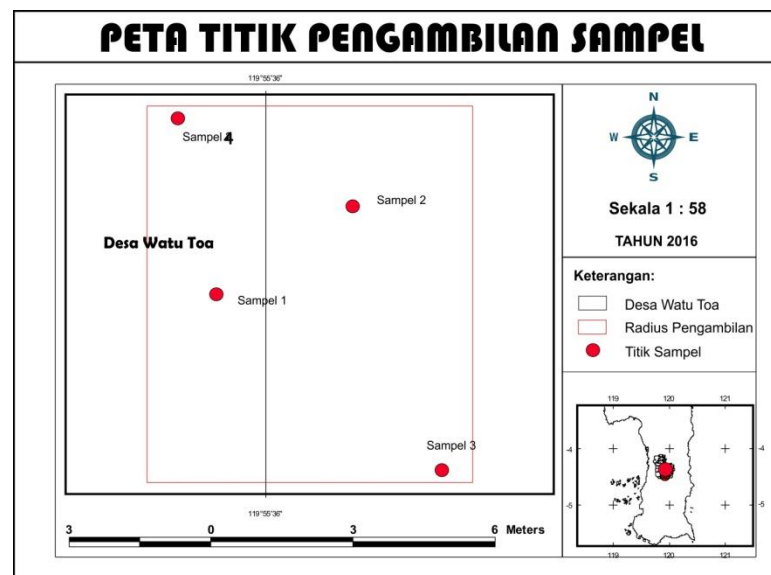 PETA TITIK PENGAMBILAN SAMPEL
119°55'36"
Sampel 4
Sampel 2
Desa Watu Toa
Sampel 1
Sampel 3
119°55'36"
3 0 3 6 Meters
N
W E
S
Sekala 1 : 58
TAHUN 2016
Keterangan:
Desa Watu Toa
Radius Pengambilan
Titik Sampel
119 120 121
-4 -4
-5 -5
119 120 121